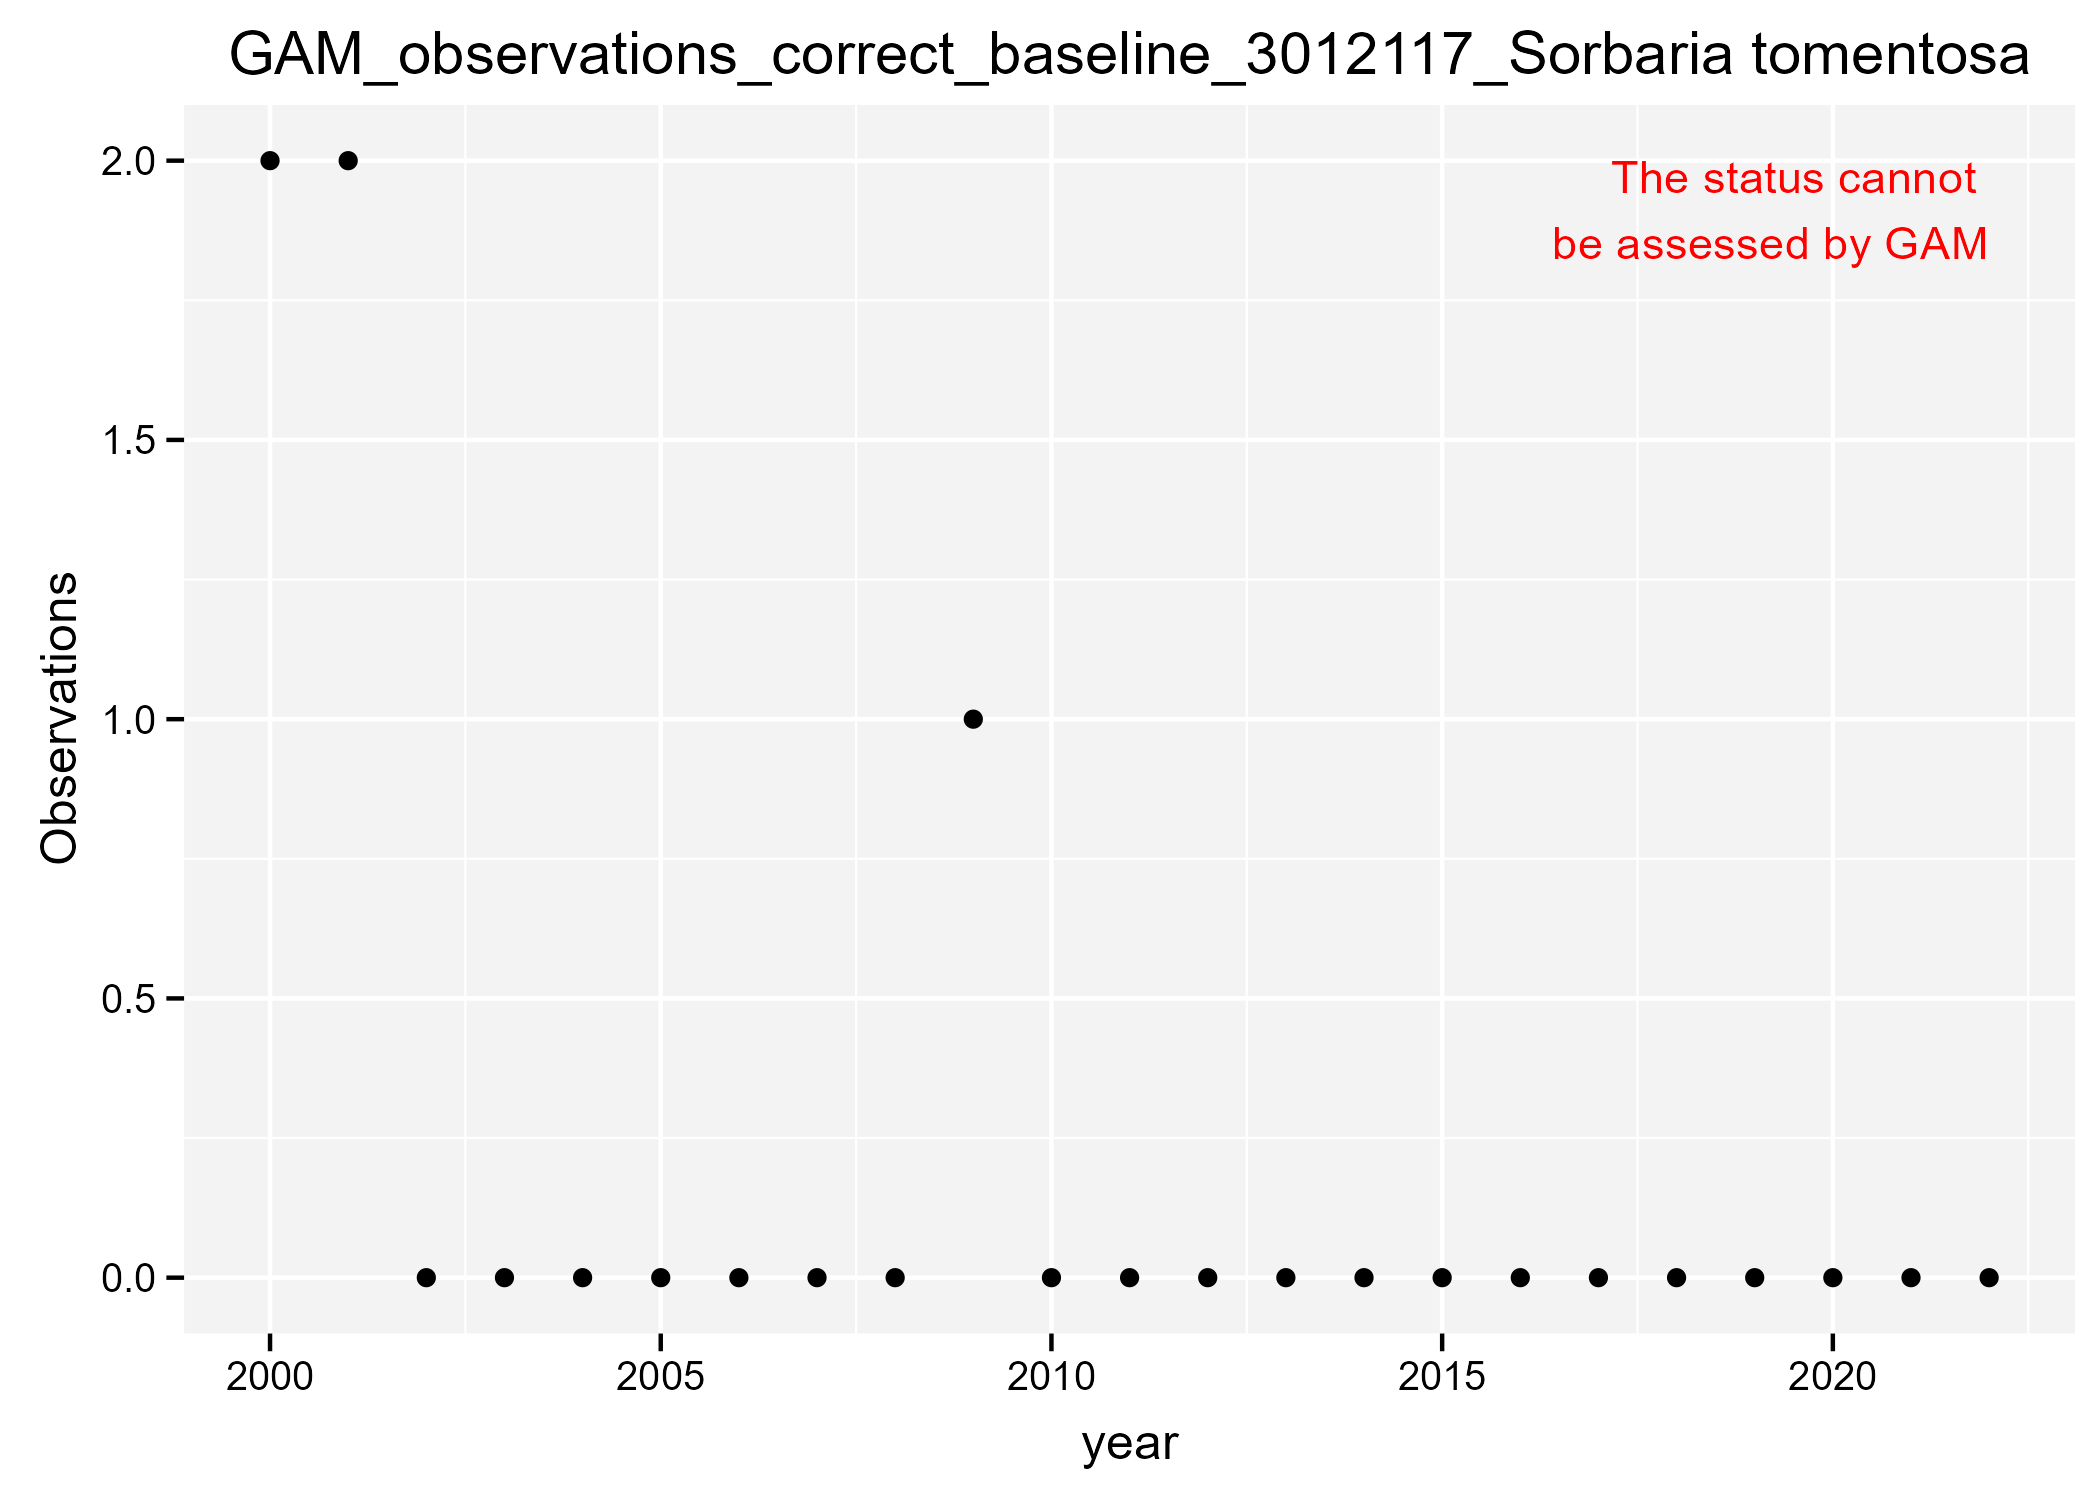 GAM_observations_correct_baseline_3012117_Sorbaria tomentosa
The status cannot
be assessed by GAM
2.0
1.5
1.0
0.5
0.0
Observations
2000 2005 2010 2015 2020
year